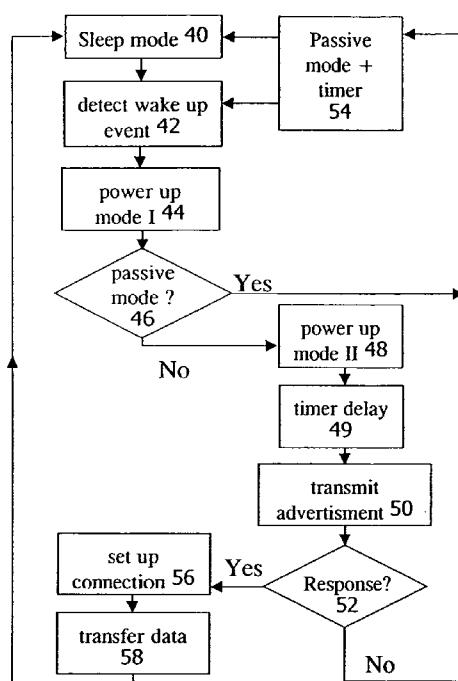 Sleep mode 40
Passive
mode +
timer
54
detect wake up
event 42
power up
mode I 44
passive
mode ?
46
Yes
No
power up
mode II 48
timer delay
49
transmit
advertisment 50
Response?
52
Yes
No
set up
connection 56
transfer data
58